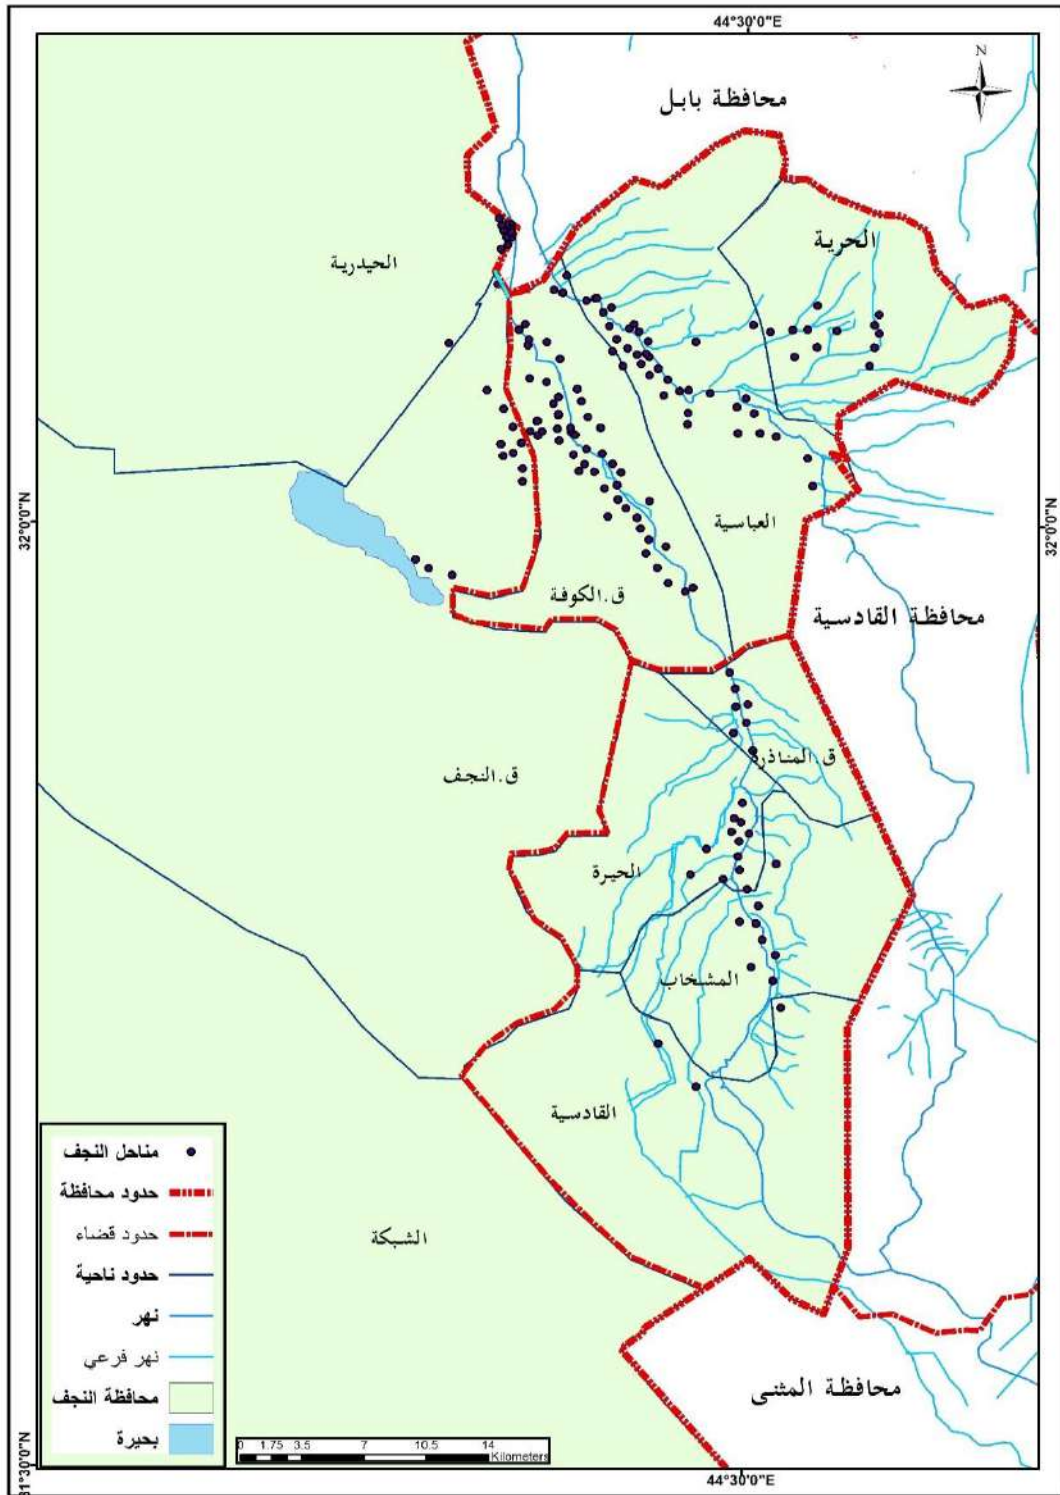 44°30'0"E
N
محافظة بابل
الحرية
الحيدرية
32°0'0"N
32°0'0"N
العباسية
ق.الكوفة
محافظة القادسية
ق.المناذرة
ق.النجف
الحيرة
المشخاب
القادسية
الشبكة
محافظة المثنى
مناحل النجف
حدود محافظة
حدود قضاء
حدود ناحية
نهر
نهر فرعي
محافظة النجف
بحيرة
0 1.75 3.5 7 10.5 14
Kilometers
31°30'0"N
44°30'0"E